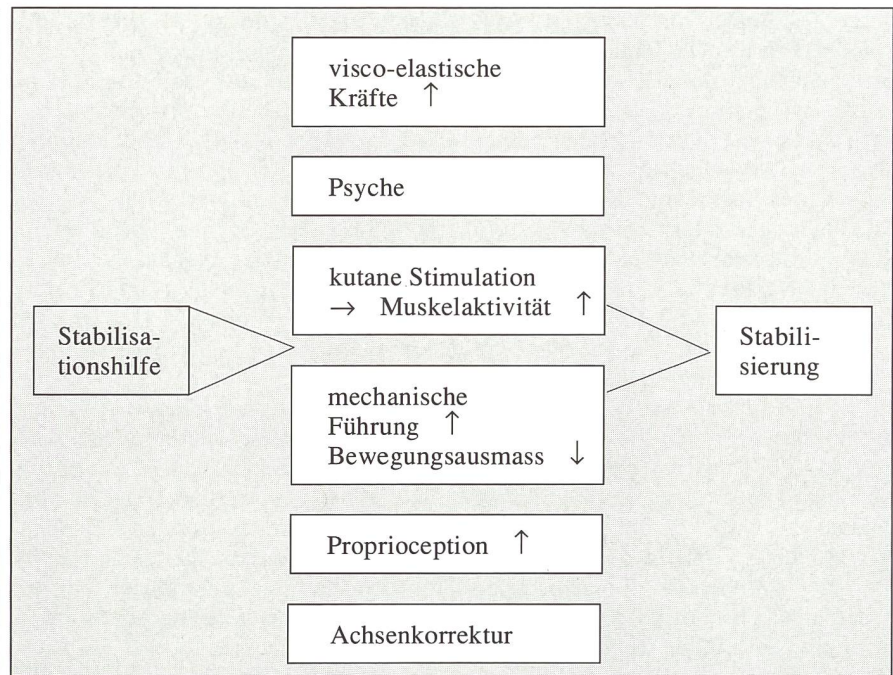 visco-elastische
Kräfte ↑
Psyche
kutane Stimulation
→ Muskelaktivität ↑
Stabilisa-
tionshilfe
Stabili-
sierung
mechanische
Führung ↑
Bewegungsausmass ↓
Proprioception ↑
Achsenkorrektur